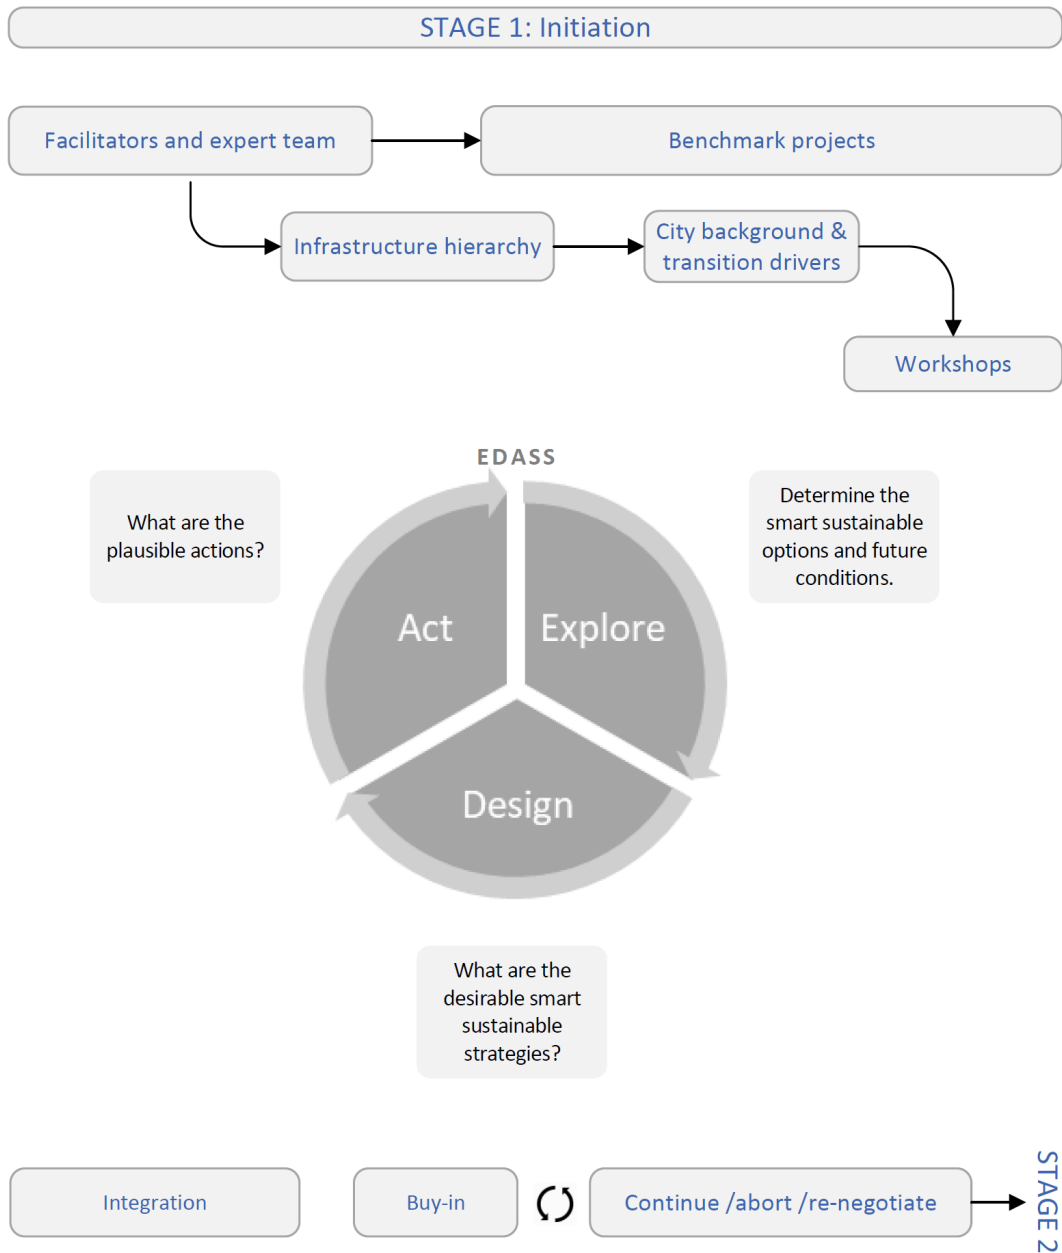 STAGE 1: Initiation
Facilitators and expert team
Benchmark projects
Infrastructure hierarchy
City background &
transition drivers
Workshops
EDASS
What are the
plausible actions?
Determine the
smart sustainable
options and future
conditions.
Act
Explore
Design
What are the
desirable smart
sustainable
strategies?
Integration
Buy-in
Continue /abort /re-negotiate
STAGE 2